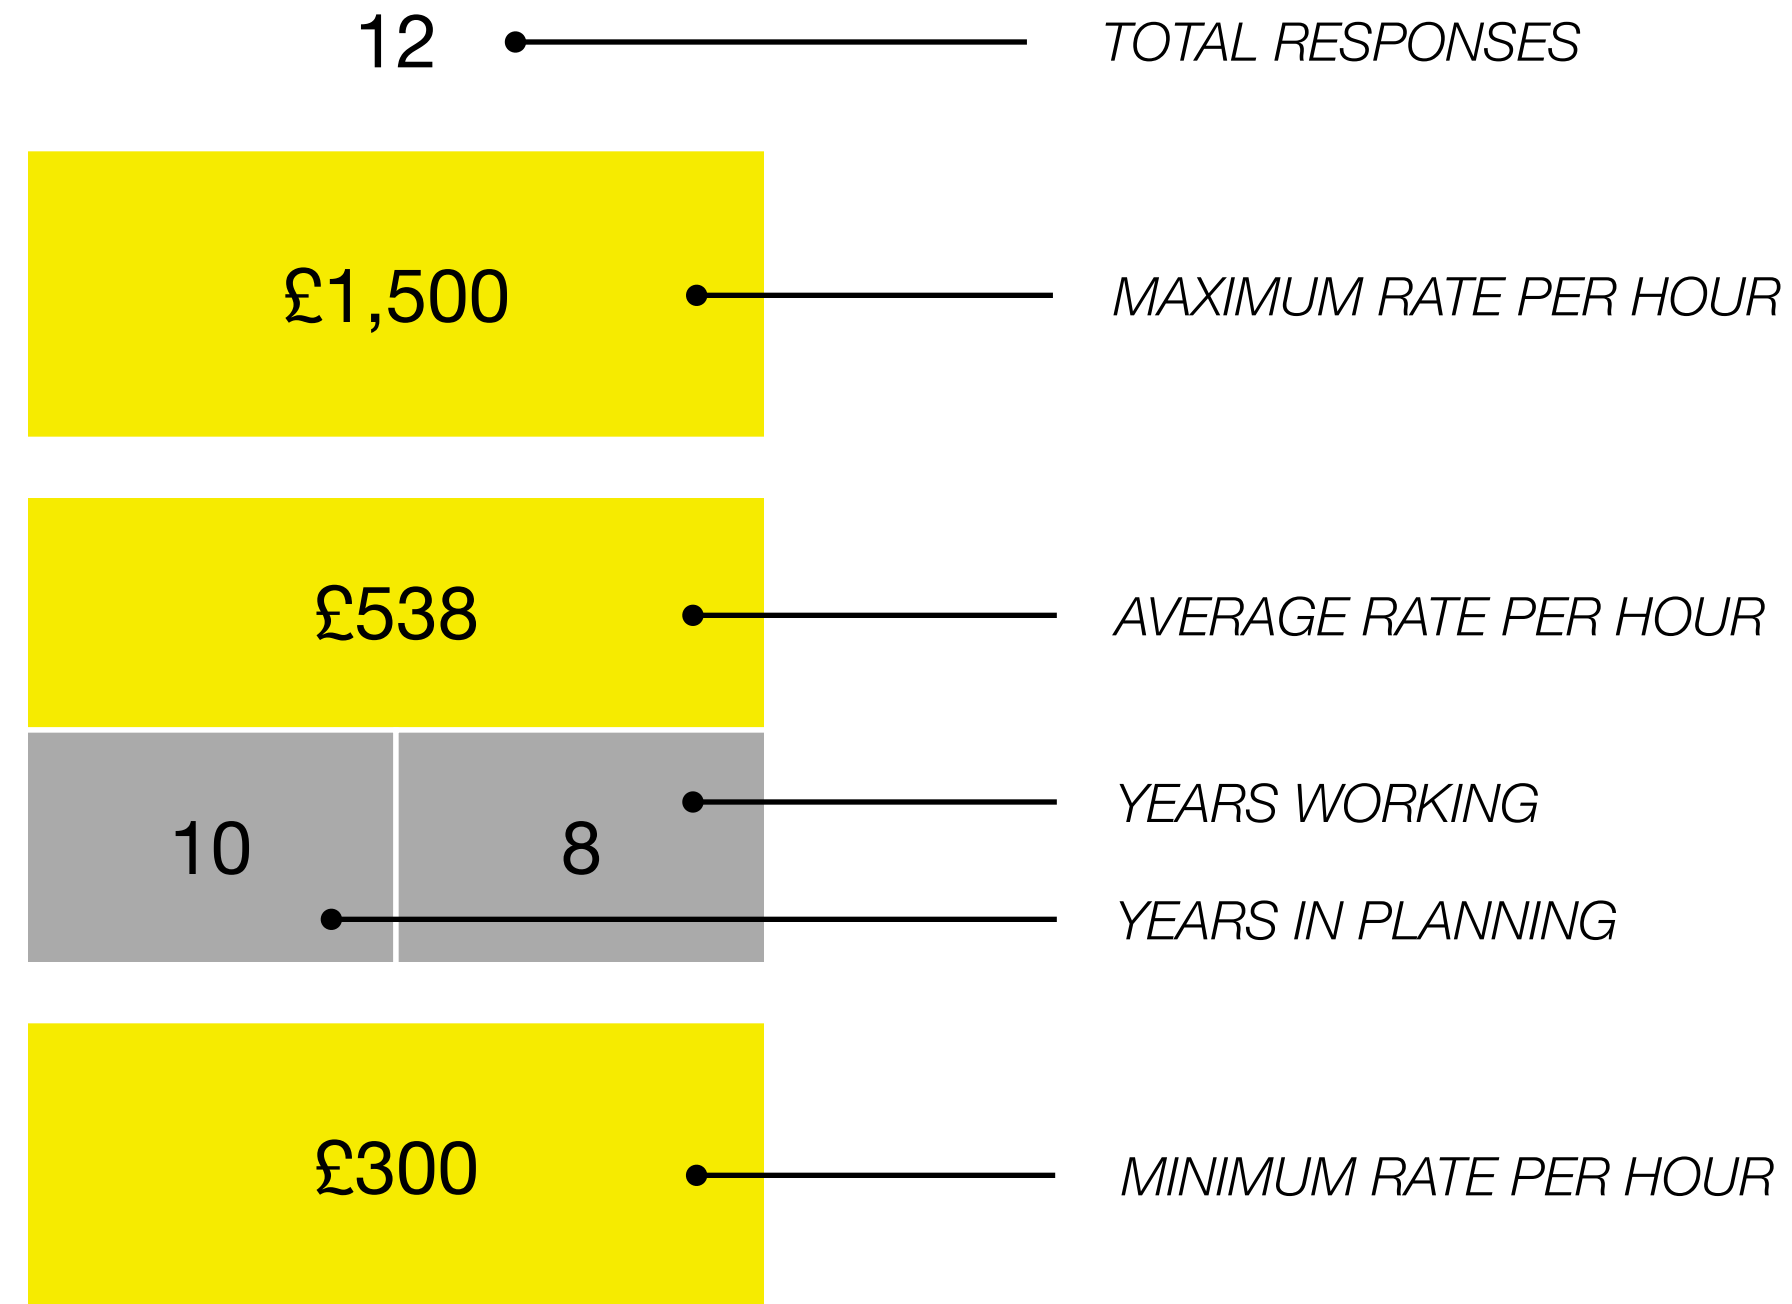 12 TOTAL RESPONSES
£1,500 MAXIMUM RATE PER HOUR
£538 AVERAGE RATE PER HOUR
YEARS WORKING
10 8
YEARS IN PLANNING
£300 MINIMUM RATE PER HOUR